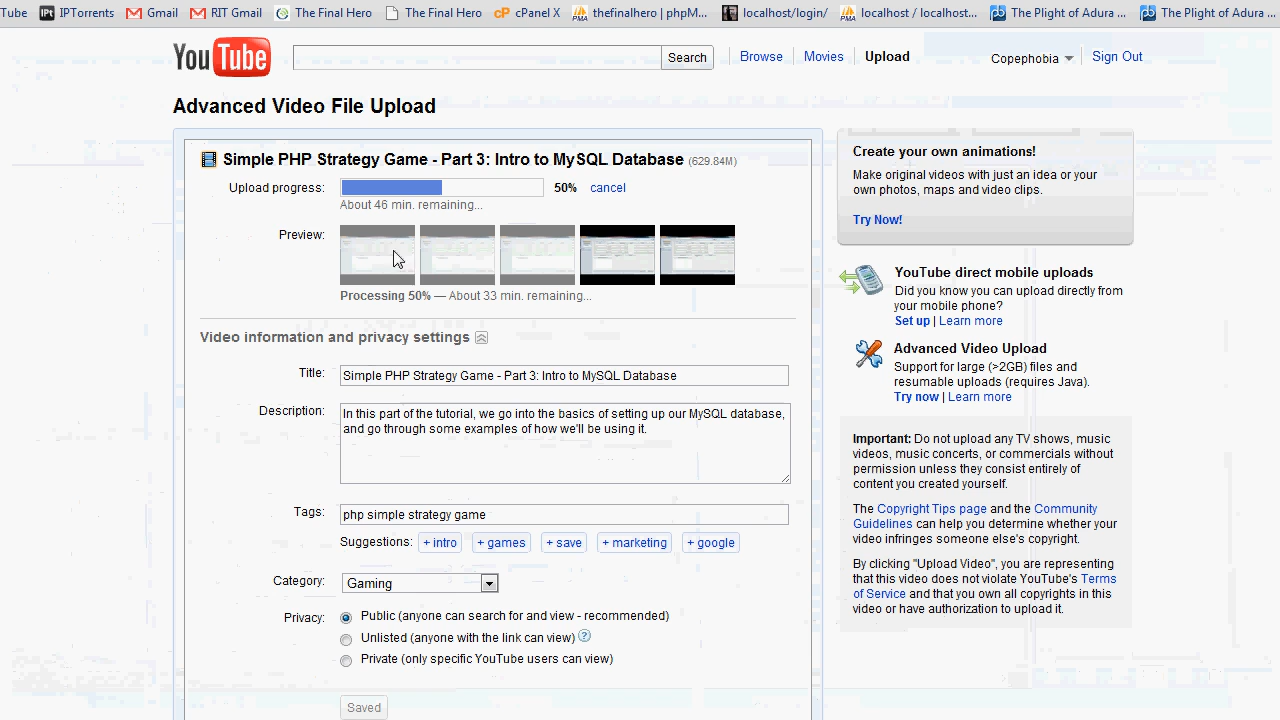 Tube IPTorrents Gmail RIT Gmail The Final Hero The Final Hero cPanel X thefinalhero | phpM... localhost/login/ localhost / localhost... The Plight of Adura ... The Plight of Adura ...
YouTube Search Browse Movies Upload Copephobia Sign Out
Advanced Video File Upload
Simple PHP Strategy Game - Part 3: Intro to MySQL Database (629.84M)
Upload progress: 50% cancel
About 46 min. remaining...
Preview:
Processing 50% — About 33 min. remaining...
Video information and privacy settings
Title: Simple PHP Strategy Game - Part 3: Intro to MySQL Database
Description: In this part of the tutorial, we go into the basics of setting up our MySQL database,
and go through some examples of how we'll be using it.
Tags: php simple strategy game
Suggestions: + intro + games + save + marketing + google
Category: Gaming
Privacy: Public (anyone can search for and view - recommended)
Unlisted (anyone with the link can view) ?
Private (only specific YouTube users can view)
Saved
Create your own animations!
Make original videos with just an idea or your
own photos, maps and video clips.
Try Now!
YouTube direct mobile uploads
Did you know you can upload directly from
your mobile phone?
Set up | Learn more
Advanced Video Upload
Support for large (>2GB) files and
resumable uploads (requires Java).
Try now | Learn more
Important: Do not upload any TV shows, music
videos, music concerts, or commercials without
permission unless they consist entirely of
content you created yourself.
The Copyright Tips page and the Community
Guidelines can help you determine whether your
video infringes someone else's copyright.
By clicking "Upload Video", you are representing
that this video does not violate YouTube's Terms
of Service and that you own all copyrights in this
video or have authorization to upload it.